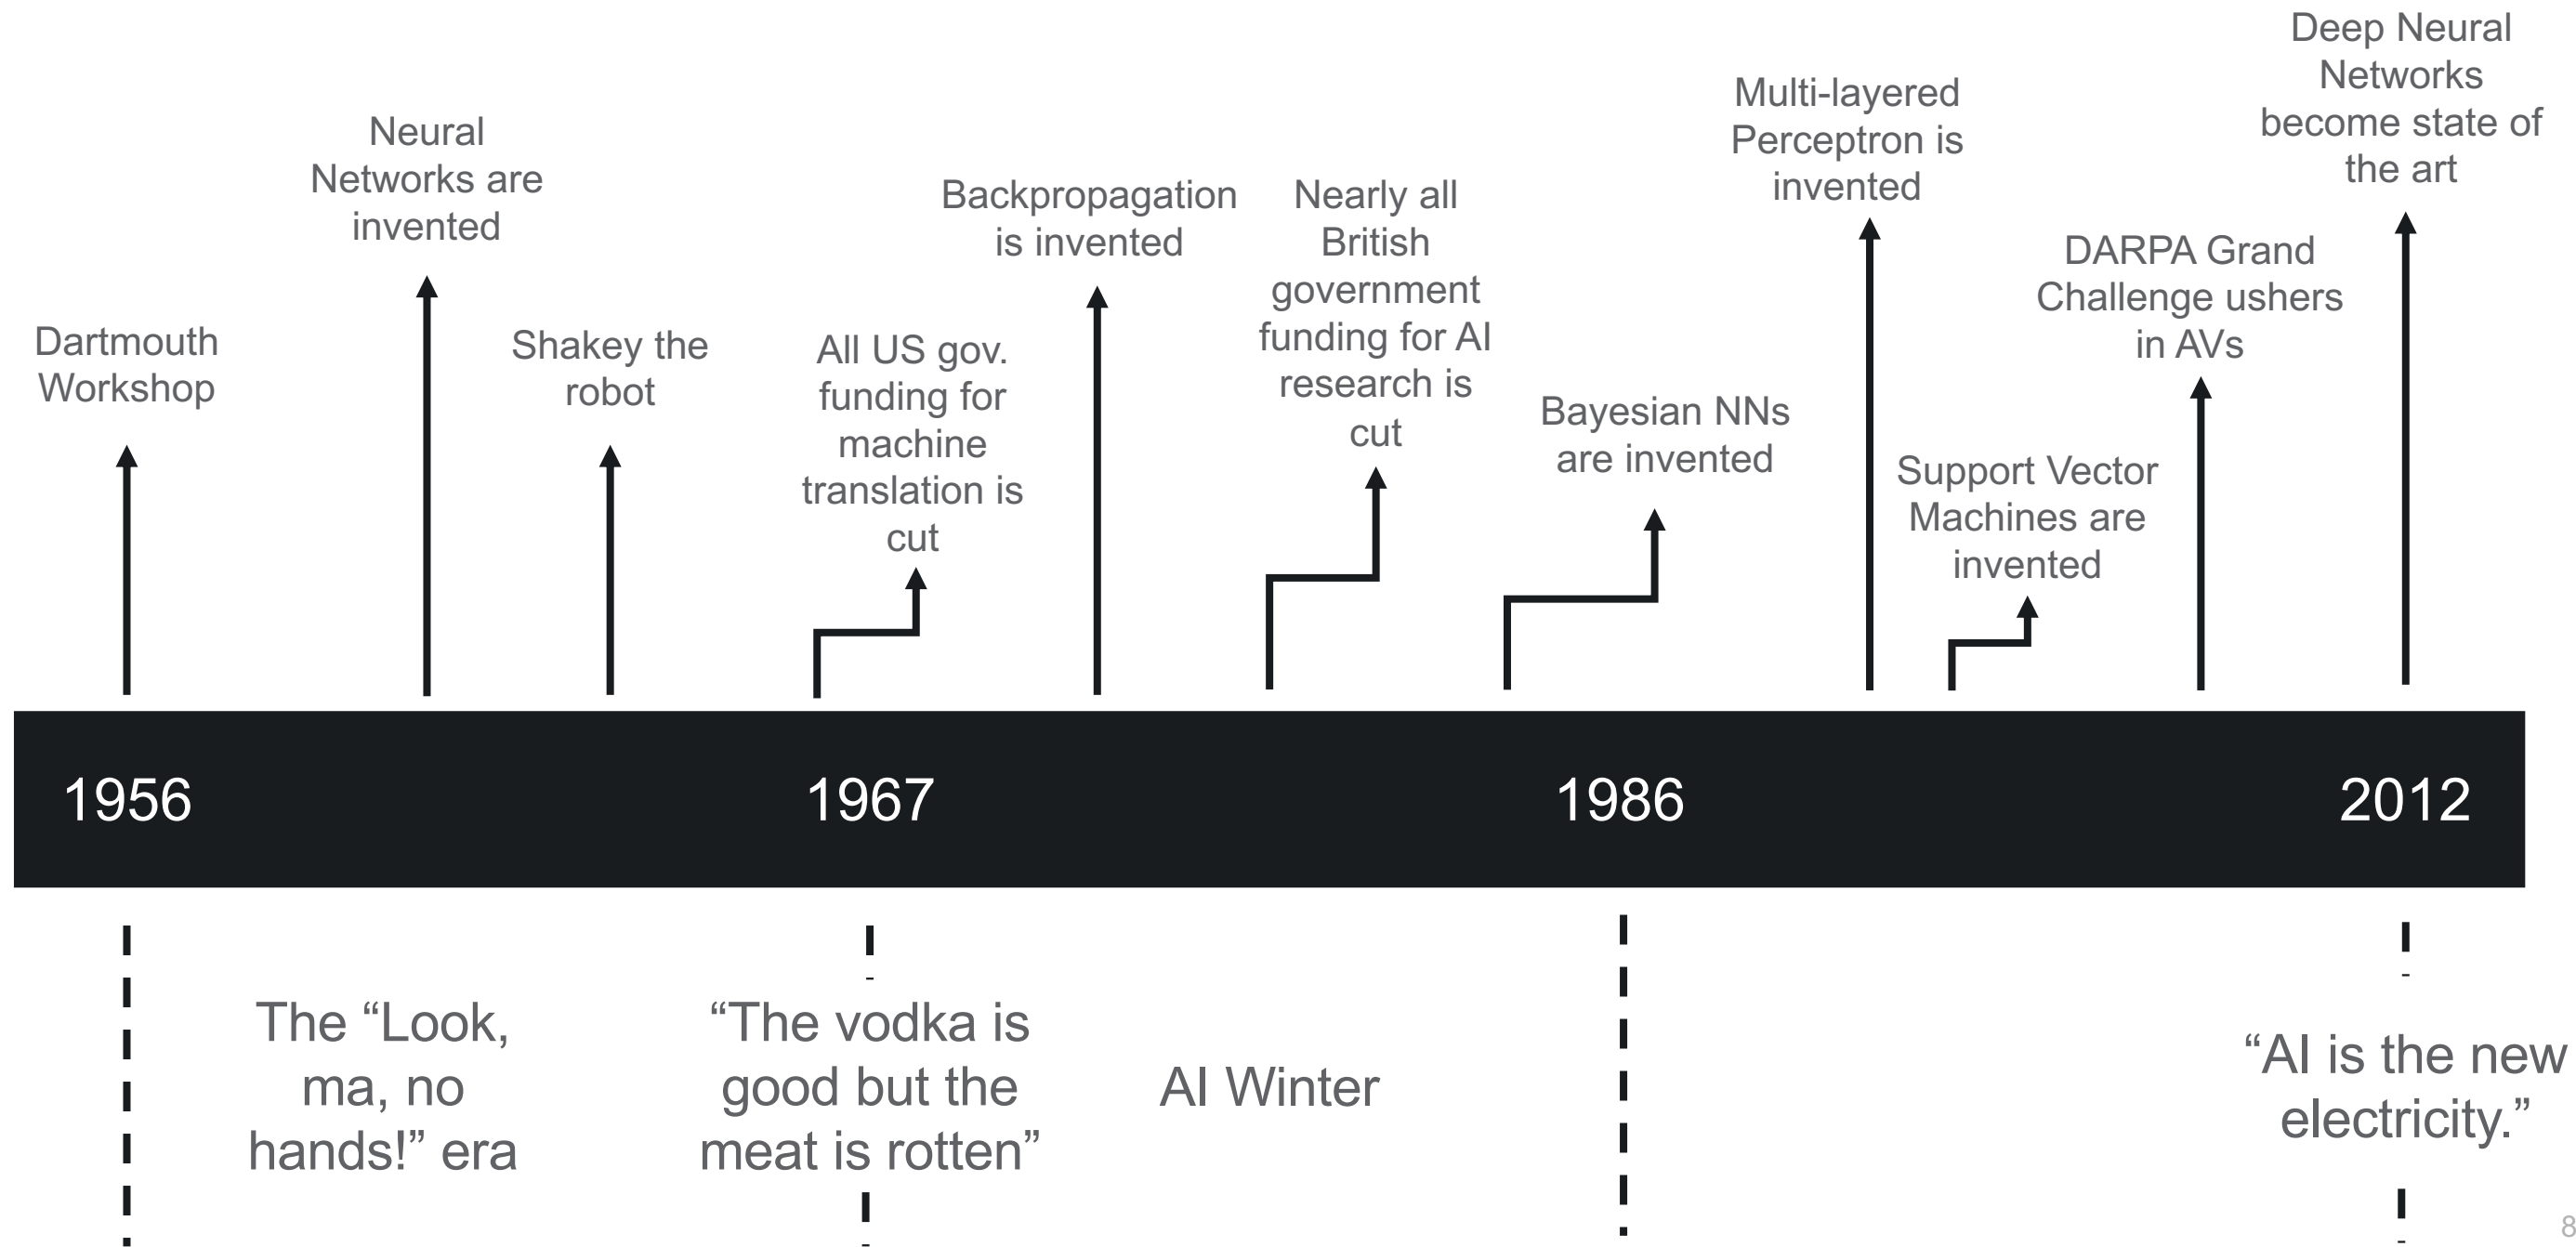 Dartmouth
Workshop
Neural
Networks are
invented
Shakey the
robot
All US gov.
funding for
machine
translation is
cut
Backpropagation
is invented
Nearly all
British
government
funding for AI
research is
cut
Bayesian NNs
are invented
Multi-layered
Perceptron is
invented
Support Vector
Machines are
invented
DARPA Grand
Challenge ushers
in AVs
Deep Neural
Networks
become state of
the art
1956
1967
1986
2012
The “Look,
ma, no
hands!” era
“The vodka is
good but the
meat is rotten”
AI Winter
“AI is the new
electricity.”
8